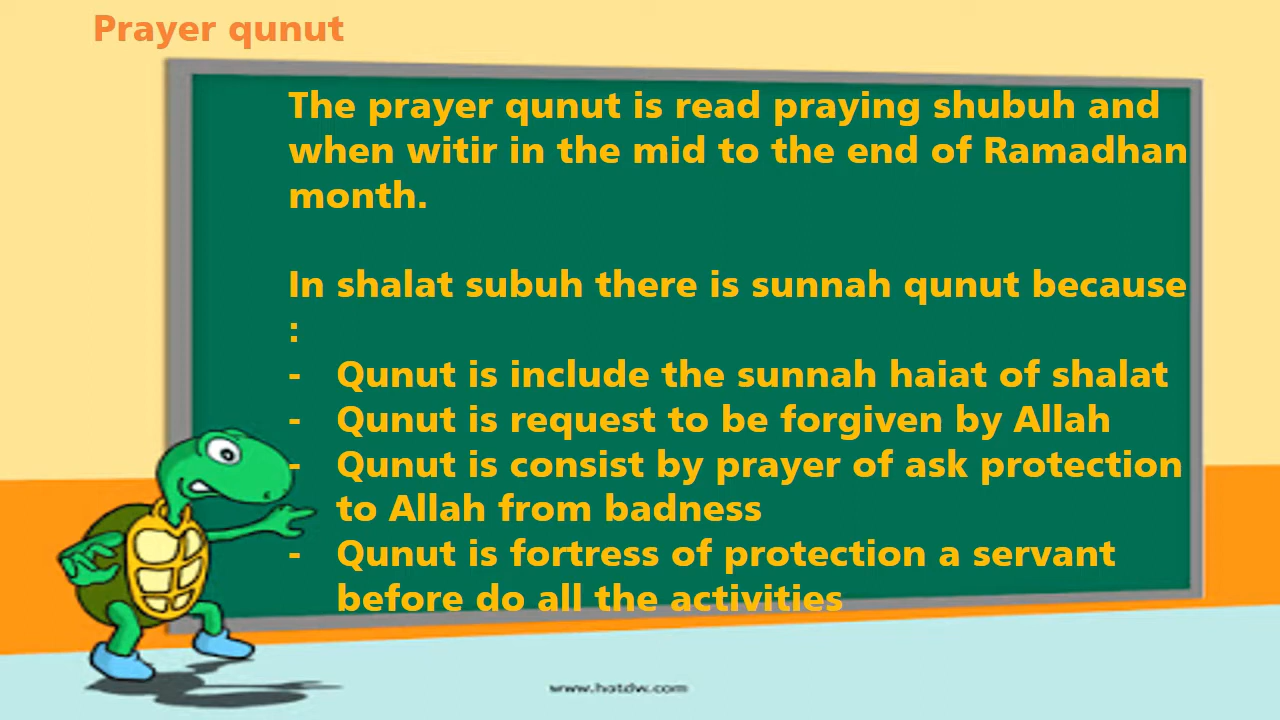 Prayer qunut
The prayer qunut is read praying shubuh and
when witir in the mid to the end of Ramadhan
month.
In shalat subuh there is sunnah qunut because
:
- Qunut is include the sunnah haiat of shalat
- Qunut is request to be forgiven by Allah
- Qunut is consist by prayer of ask protection
to Allah from badness
- Qunut is fortress of protection a servant
before do all the activities
www.hotdw.com